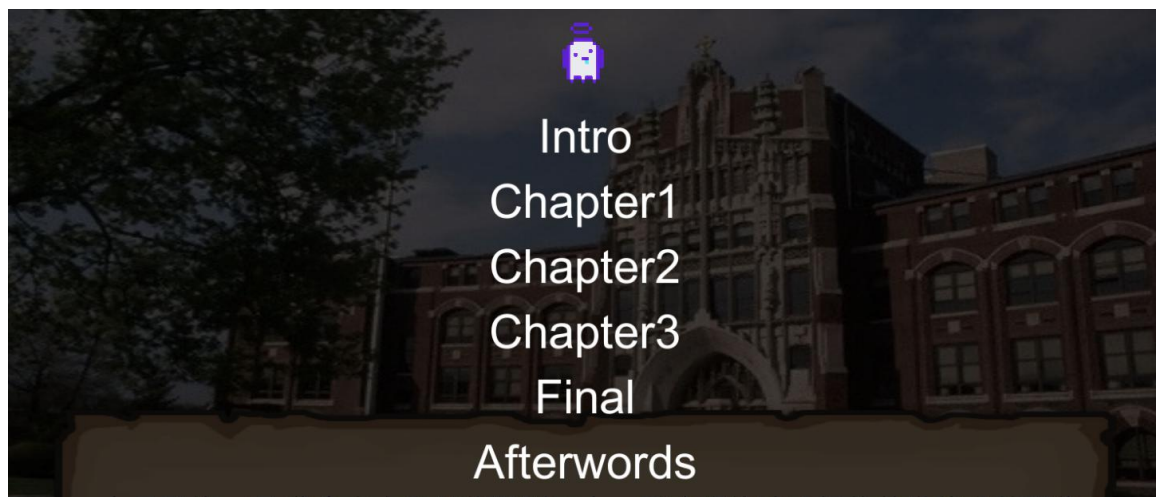 Intro
Chapter1
Chapter2
Chapter3
Final
Afterwords